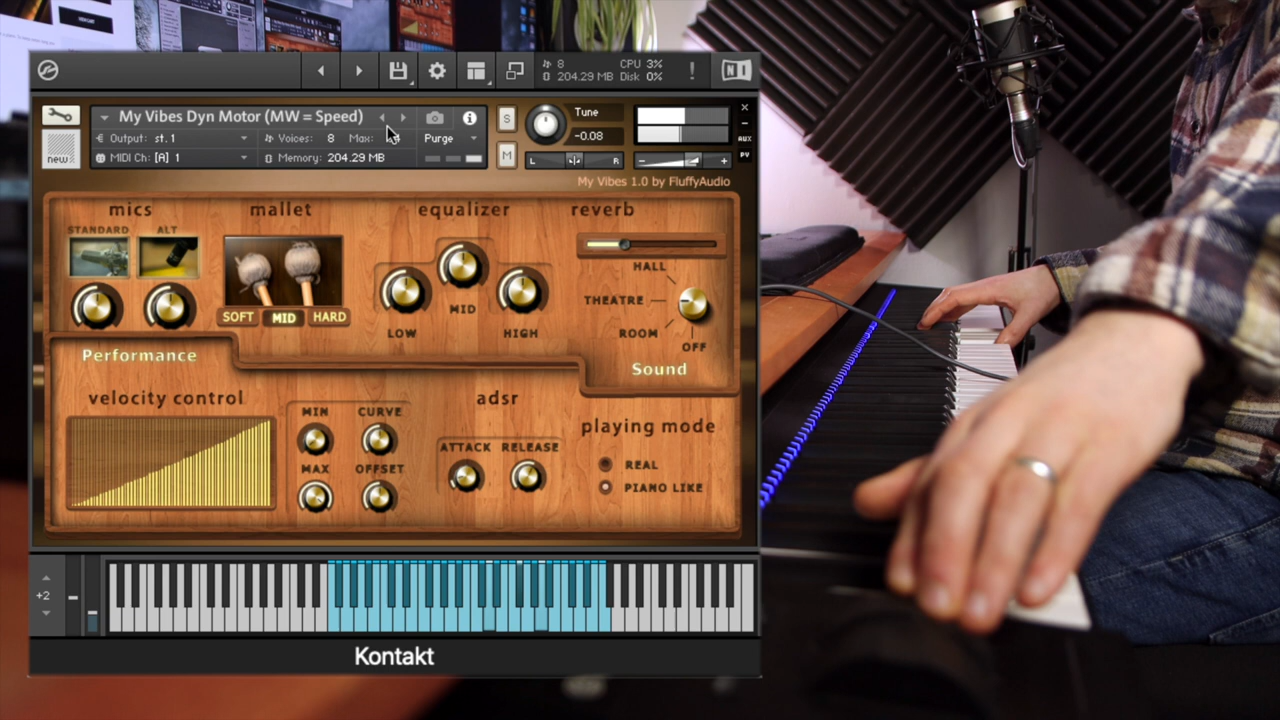 8
CPU 3%
204.29 MB
Disk 0%
!
NI
My Vibes Dyn Motor (MW = Speed)
i
S
Tune
-0.08
Output: st. 1
Voices: 8
Max:
Purge
AUX
new
MIDI Ch: [A] 1
Memory: 204.29 MB
M
L
R
-
+
PV
My Vibes 1.0 by FluffyAudio
mics
mallet
equalizer
reverb
STANDARD
ALT
HALL
THEATRE
SOFT
MID
HARD
MID
LOW
HIGH
ROOM
OFF
Performance
Sound
velocity control
adsr
playing mode
MIN
CURVE
MAX
OFFSET
ATTACK
RELEASE
REAL
PIANO LIKE
+2
Kontakt